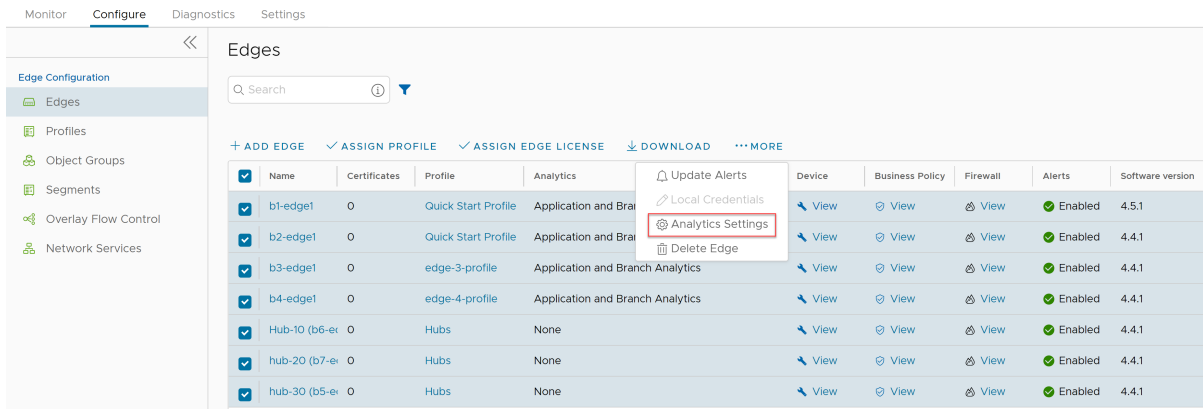 Monitor Configure Diagnostics Settings
Edges
Edge Configuration
Search
Edges
Profiles
Object Groups
Segments
Overlay Flow Control
Network Services
ADD EDGE ASSIGN PROFILE ASSIGN EDGE LICENSE DOWNLOAD MORE
Update Alerts
Local Credentials
Analytics Settings
Delete Edge
Name Certificates Profile Analytics Device Business Policy Firewall Alerts Software version
b1-edge1 0 Quick Start Profile Application and Bra View View View Enabled 4.5.1
b2-edge1 0 Quick Start Profile Application and Bra View View View Enabled 4.4.1
b3-edge1 0 edge-3-profile Application and Branch Analytics View View View Enabled 4.4.1
b4-edge1 0 edge-4-profile Application and Branch Analytics View View View Enabled 4.4.1
Hub-10 (b6-ed 0 Hubs None View View View Enabled 4.4.1
hub-20 (b7-e 0 Hubs None View View View Enabled 4.4.1
hub-30 (b5-e 0 Hubs None View View View Enabled 4.4.1